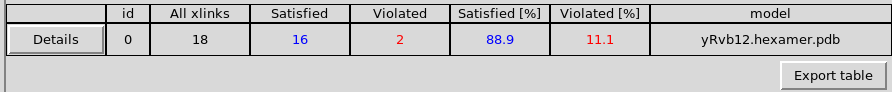 id All xlinks Satisfied Violated Satisfied [%] Violated [%] model
Details 0 18 16 2 88.9 11.1 yRvb12.hexamer.pdb
Export table